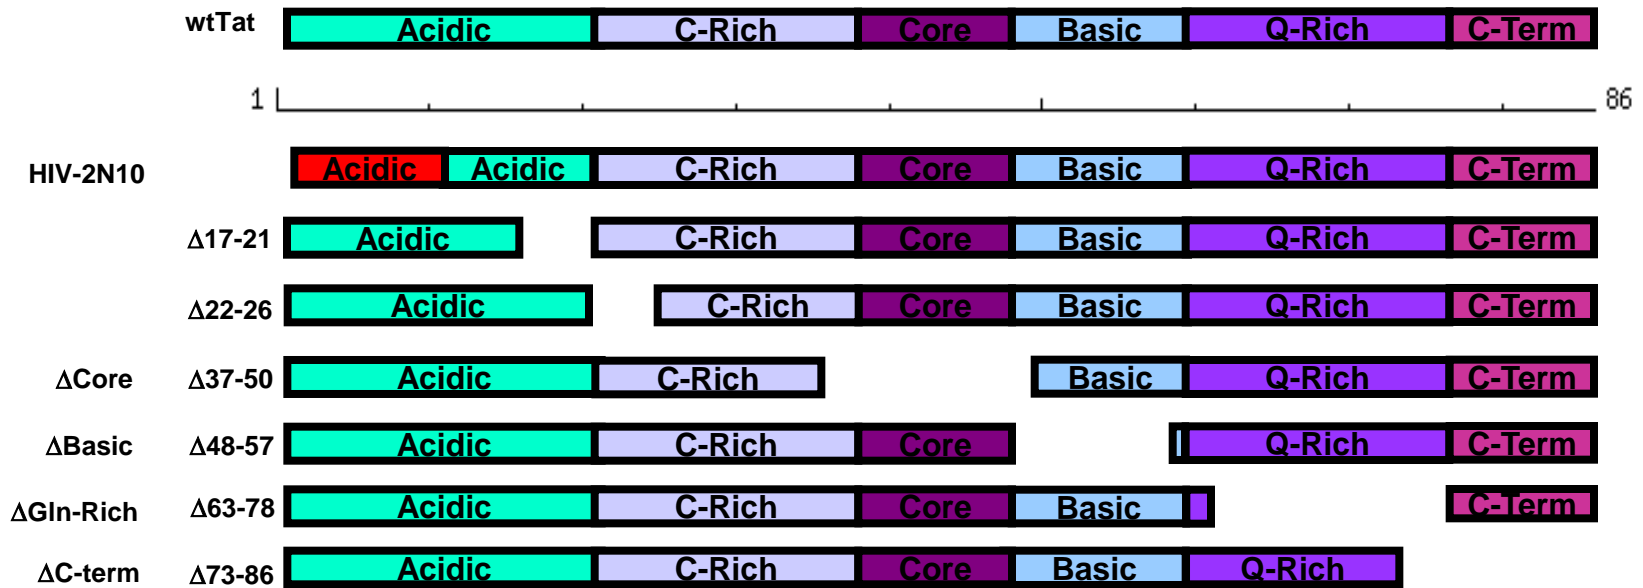 wtTat Acidic C-Rich Core Basic Q-Rich C-Term
1 86
HIV-2N10 Acidic Acidic C-Rich Core Basic Q-Rich C-Term
Δ17-21 Acidic C-Rich Core Basic Q-Rich C-Term
Δ22-26 Acidic C-Rich Core Basic Q-Rich C-Term
ΔCore Δ37-50 Acidic C-Rich Basic Q-Rich C-Term
ΔBasic Δ48-57 Acidic C-Rich Core Q-Rich C-Term
ΔGln-Rich Δ63-78 Acidic C-Rich Core Basic C-Term
ΔC-term Δ73-86 Acidic C-Rich Core Basic Q-Rich